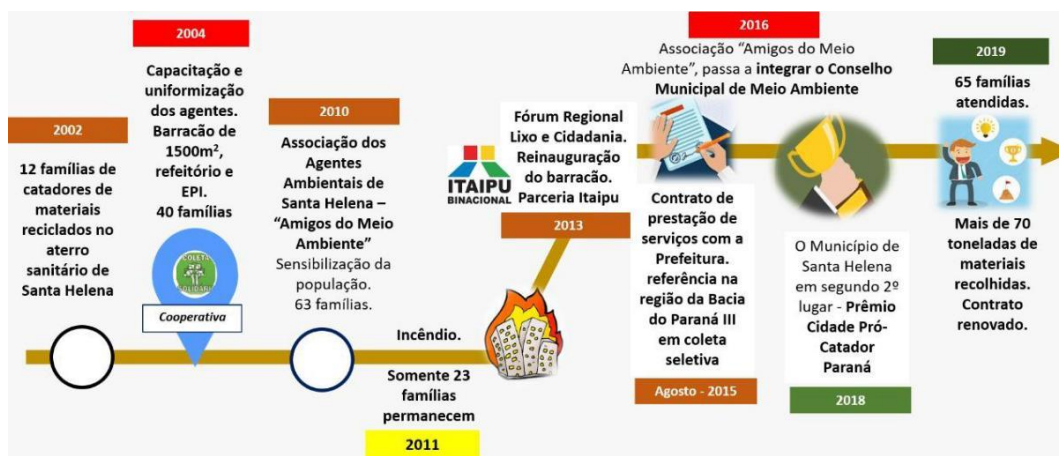 2002
12 famílias de
catadores de
materiais
reciclados no
aterro
sanitário de
Santa Helena
2004
Capacitação e
uniformização
dos agentes.
Barracão de
1500m², 
refeitório e
EPI.
40 famílias
COLETA
SOLIDÁRIA
Cooperativa
2010
Associação dos
Agentes
Ambientais de
Santa Helena –
“Amigos do Meio
Ambiente”
Sensibilização da
população.
63 famílias.
Incêndio.
Somente 23
famílias
permanecem
2011
ITAIPU
BINACIONAL
Fórum Regional
Lixo e Cidadania.
Reinauguração
do barracão.
Parceria Itaipu
2013
Contrato de
prestação de
serviços com a
Prefeitura.
referência na
região da Bacia
do Paraná III
em coleta
seletiva
Agosto - 2015
2016
Associação “Amigos do Meio
Ambiente”, passa a integrar o Conselho
Municipal de Meio Ambiente
O Município de
Santa Helena
em segundo 2º
lugar - Prêmio
Cidade Pró-
Catador
Paraná
2018
2019
65 famílias
atendidas.
Mais de 70
toneladas de
materiais
recolhidas.
Contrato
renovado.